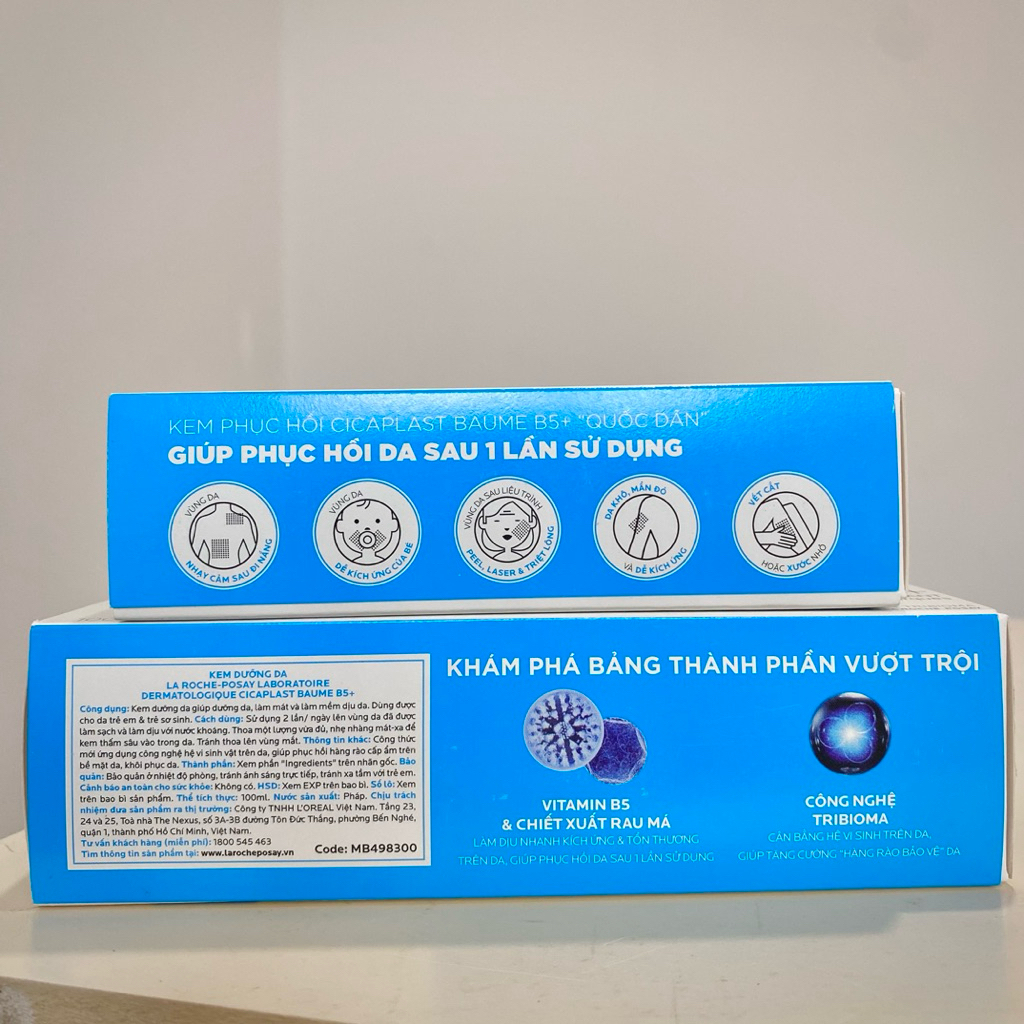 KEM PHỤC HỒI CICAPLAST BAUME B5+ "QUỐC DÂN"
GIÚP PHỤC HỒI DA SAU 1 LẦN SỬ DỤNG
VÙNG DA
NHẠY CẢM SAU ĐI NẮNG
VÙNG DA
DỄ KÍCH ỨNG CỦA BÉ
VÙNG DA SAU LIỆU TRÌNH
PEEL, LASER & TRIỆT LÔNG
DA KHÔ, MẨN ĐỎ
VÀ DỄ KÍCH ỨNG
VẾT CẮT
HOẶC XƯỚC NHỎ
KEM DƯỠNG DA
LA ROCHE-POSAY LABORATOIRE
DERMATOLOGIQUE CICAPLAST BAUME B5+
Công dụng: Kem dưỡng da giúp dưỡng da, làm mát và làm mềm dịu da. Dùng được
cho da trẻ em & trẻ sơ sinh. Cách dùng: Sử dụng 2 lần/ ngày lên vùng da đã được
làm sạch và làm dịu với nước khoáng. Thoa một lượng vừa đủ, nhẹ nhàng mát-xa để
kem thấm sâu vào trong da. Tránh thoa lên vùng mắt. Thông tin khác: Công thức
mới ứng dụng công nghệ hệ vi sinh vật trên da, giúp phục hồi hàng rào cấp ẩm trên
bề mặt da, khôi phục da. Thành phần: Xem phần "Ingredients" trên nhãn gốc. Bảo
quản: Bảo quản ở nhiệt độ phòng, tránh ánh sáng trực tiếp, tránh xa tầm với trẻ em.
Cảnh báo an toàn cho sức khỏe: Không có. HSD: Xem EXP trên bao bì. Số lô: Xem
trên bao bì sản phẩm. Thể tích thực: 100mL. Nước sản xuất: Pháp. Chịu trách
nhiệm đưa sản phẩm ra thị trường: Công ty TNHH L'OREAL Việt Nam. Tầng 23,
24 và 25, Toà nhà The Nexus, số 3A-3B đường Tôn Đức Thắng, phường Bến Nghé,
quận 1, thành phố Hồ Chí Minh, Việt Nam.
Tư vấn khách hàng (miễn phí): 1800 545 463
Tìm thông tin sản phẩm tại: www.larocheposay.vn
Code: MB498300
KHÁM PHÁ BẢNG THÀNH PHẦN VƯỢT TRỘI
VITAMIN B5
& CHIẾT XUẤT RAU MÁ
LÀM DỊU NHANH KÍCH ỨNG & TỔN THƯƠNG
TRÊN DA, GIÚP PHỤC HỒI DA SAU 1 LẦN SỬ DỤNG
CÔNG NGHỆ
TRIBIOMA
CÂN BẰNG HỆ VI SINH TRÊN DA,
GIÚP TĂNG CƯỜNG "HÀNG RÀO BẢO VỆ" DA